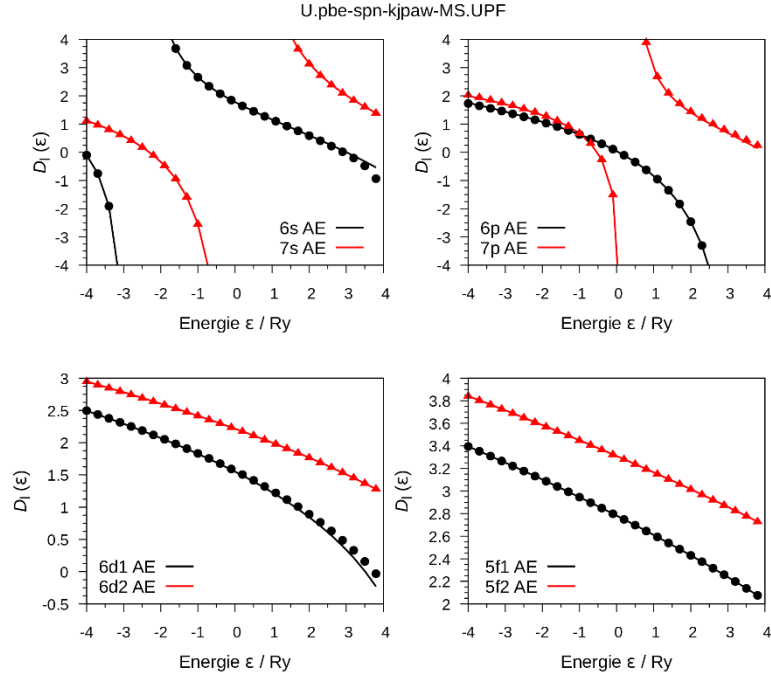 U.pbe-spn-kjpaw-MS.UPF
4
3
2
1
0
-1
-2
-3
-4
Dl (ε)
6s AE
7s AE
-4 -3 -2 -1 0 1 2 3 4
Energie ε / Ry
4
3
2
1
0
-1
-2
-3
-4
Dl (ε)
6p AE
7p AE
-4 -3 -2 -1 0 1 2 3 4
Energie ε / Ry
3
2.5
2
1.5
1
0.5
0
-0.5
Dl (ε)
6d1 AE
6d2 AE
-4 -3 -2 -1 0 1 2 3 4
Energie ε / Ry
4
3.8
3.6
3.4
3.2
3
2.8
2.6
2.4
2.2
2
Dl (ε)
5f1 AE
5f2 AE
-4 -3 -2 -1 0 1 2 3 4
Energie ε / Ry